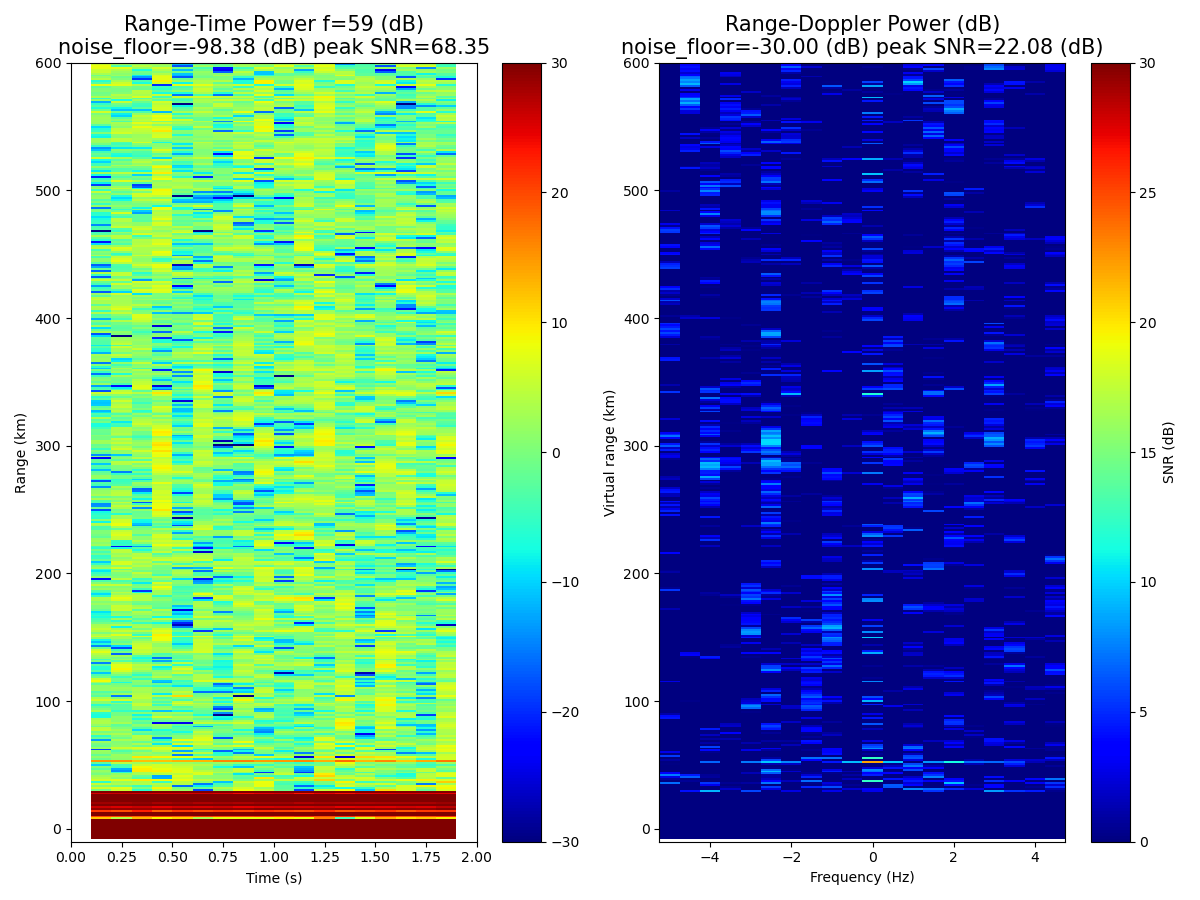 Range-Time Power f=59 (dB)
noise_floor=-98.38 (dB) peak SNR=68.35
Range-Doppler Power (dB)
noise_floor=-30.00 (dB) peak SNR=22.08 (dB)
Range (km)
600
500
400
300
200
100
0
0.00 0.25 0.50 0.75 1.00 1.25 1.50 1.75 2.00
Time (s)
30
20
10
0
−10
−20
−30
Virtual range (km)
600
500
400
300
200
100
0
−4 −2 0 2 4
Frequency (Hz)
30
25
20
15
10
5
0
SNR (dB)